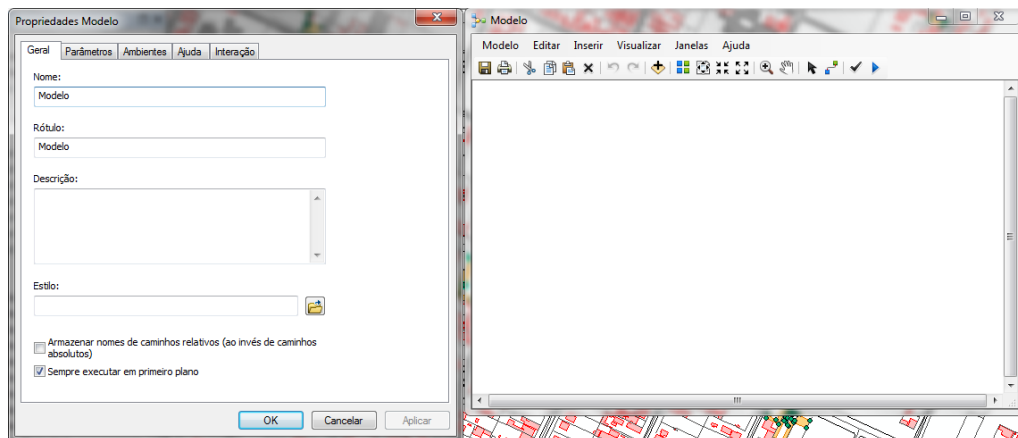 Propriedades Modelo
Geral Parâmetros Ambientes Ajuda Interação
Nome:
Modelo
Rótulo:
Modelo
Descrição:
Estilo:
Armazenar nomes de caminhos relativos (ao invés de caminhos
absolutos)
Sempre executar em primeiro plano
OK Cancelar Aplicar
Modelo
Modelo Editar Inserir Visualizar Janelas Ajuda